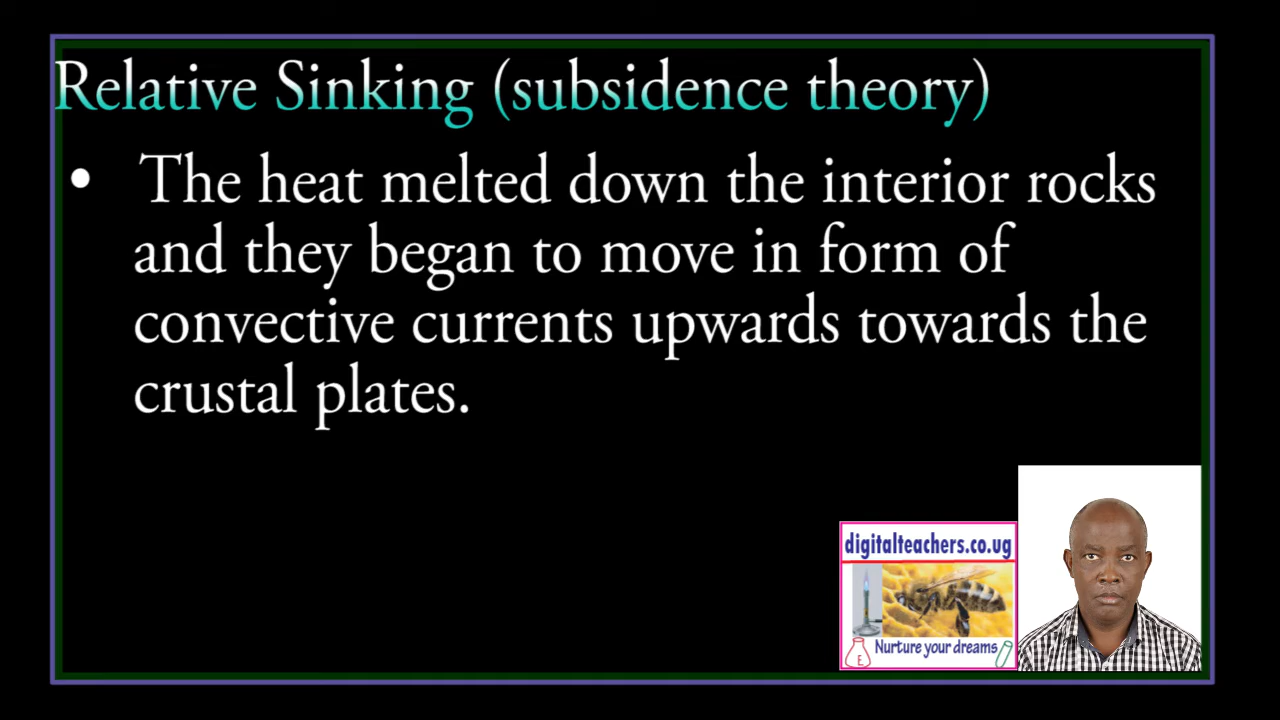 Relative Sinking (subsidence theory)
• The heat melted down the interior rocks
and they began to move in form of
convective currents upwards towards the
crustal plates.
digitalteachers.co.ug
E
Nurture your dreams